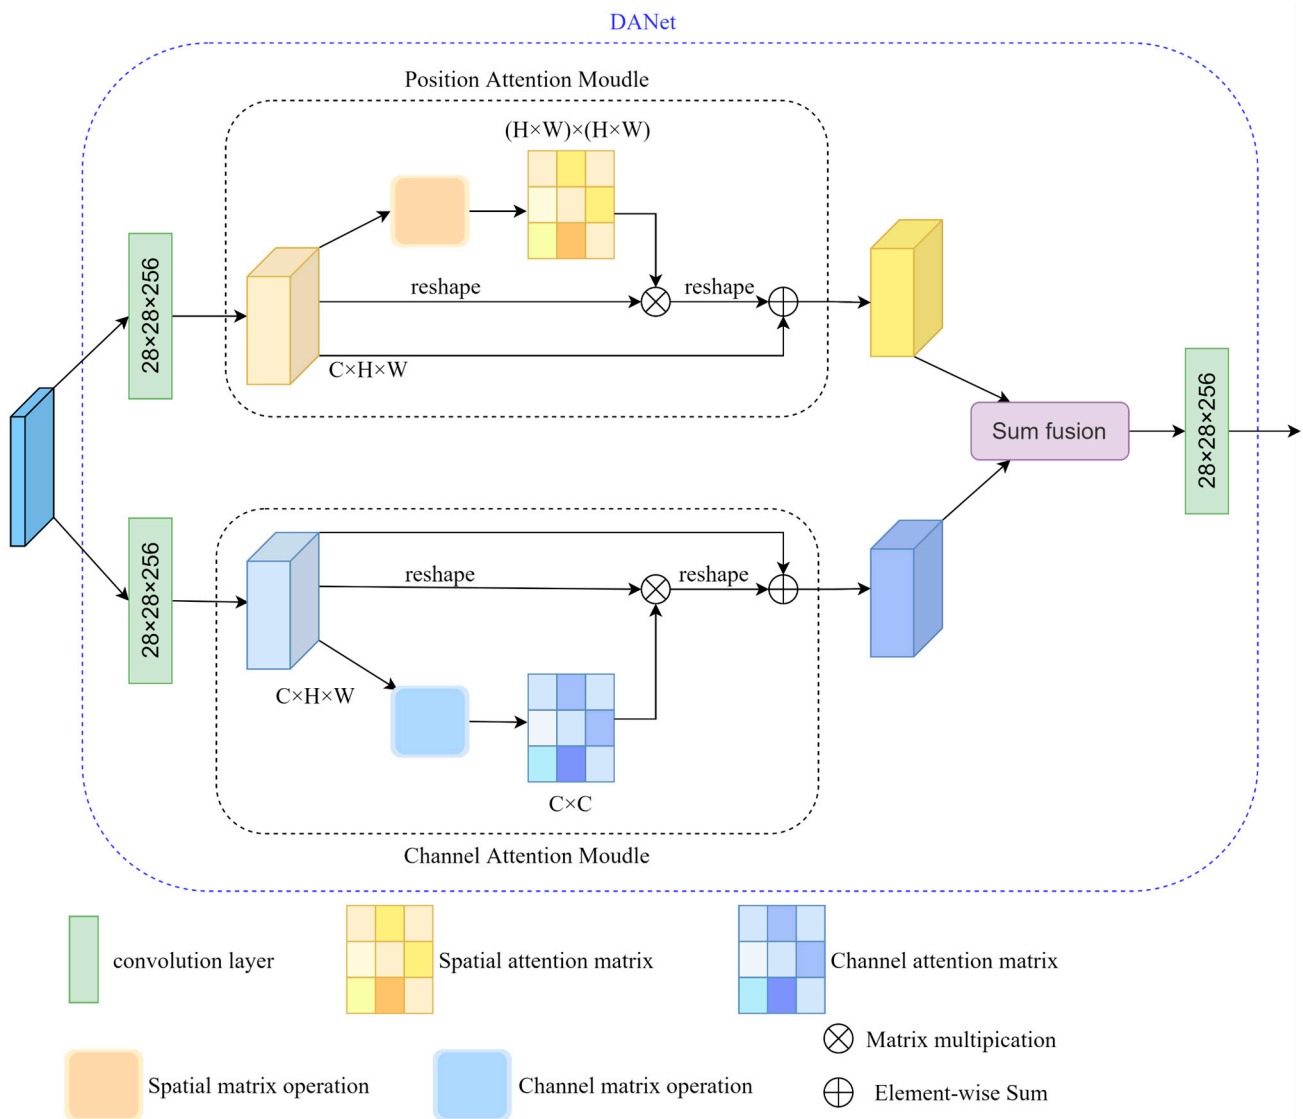 DANet
Position Attention Moudle
(H×W)×(H×W)
28×28×256
reshape
reshape
C×H×W
Sum fusion
28×28×256
28×28×256
reshape
reshape
C×H×W
C×C
Channel Attention Moudle
convolution layer
Spatial attention matrix
Channel attention matrix
Matrix multipication
Spatial matrix operation
Channel matrix operation
Element-wise Sum